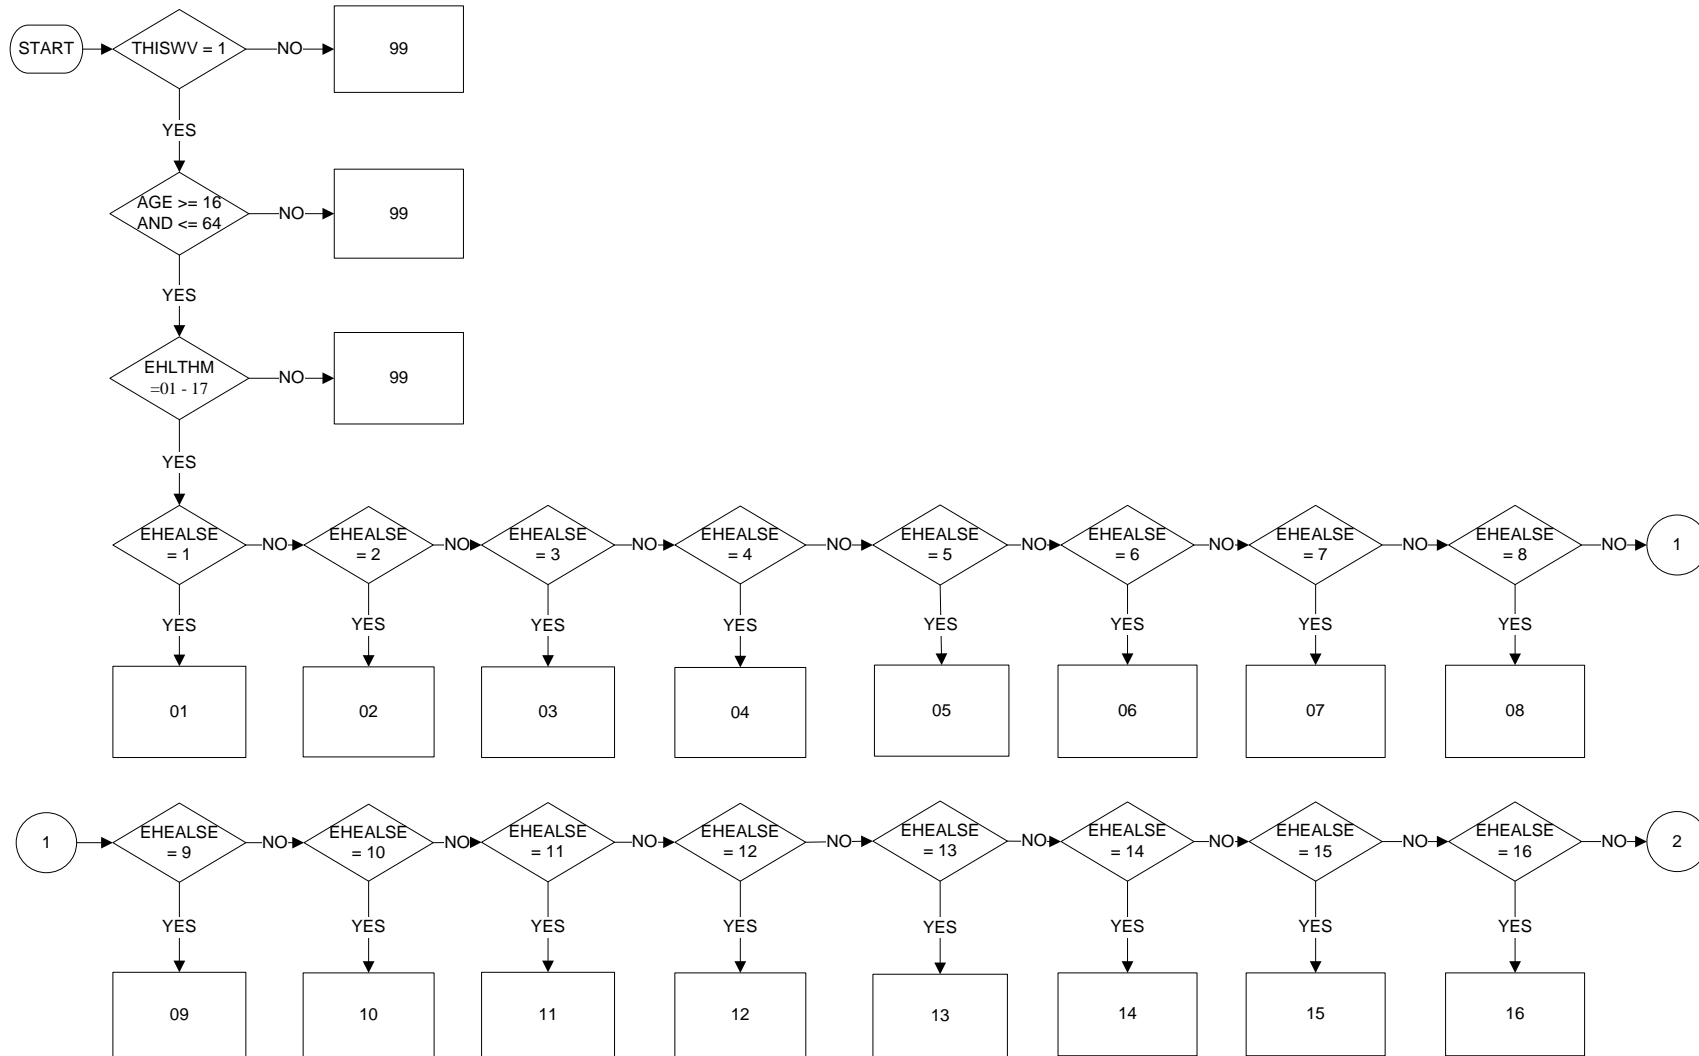 START
THISWV = 1
NO
99
YES
AGE >= 16
AND <= 64
NO
99
YES
EHLTHM
=01 - 17
NO
99
YES
EHEALSE
= 1
NO
EHEALSE
= 2
NO
EHEALSE
= 3
NO
EHEALSE
= 4
NO
EHEALSE
= 5
NO
EHEALSE
= 6
NO
EHEALSE
= 7
NO
EHEALSE
= 8
NO
1
YES
YES
YES
YES
YES
YES
YES
YES
01
02
03
04
05
06
07
08
1
EHEALSE
= 9
NO
EHEALSE
= 10
NO
EHEALSE
= 11
NO
EHEALSE
= 12
NO
EHEALSE
= 13
NO
EHEALSE
= 14
NO
EHEALSE
= 15
NO
EHEALSE
= 16
NO
2
YES
YES
YES
YES
YES
YES
YES
YES
09
10
11
12
13
14
15
16